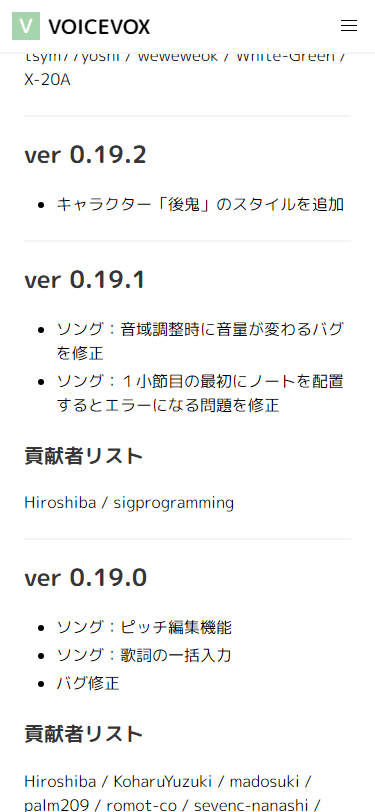 V VOICEVOX
tsym77yoshi / weweweok / White-Green /
X-20A
ver 0.19.2
キャラクター「後鬼」のスタイルを追加
ver 0.19.1
ソング：音域調整時に音量が変わるバグ
を修正
ソング：１小節目の最初にノートを配置
するとエラーになる問題を修正
貢献者リスト
Hiroshiba / sigprogramming
ver 0.19.0
ソング：ピッチ編集機能
ソング：歌詞の一括入力
バグ修正
貢献者リスト
Hiroshiba / KoharuYuzuki / madosuki /
palm209 / romot-co / sevenc-nanashi /